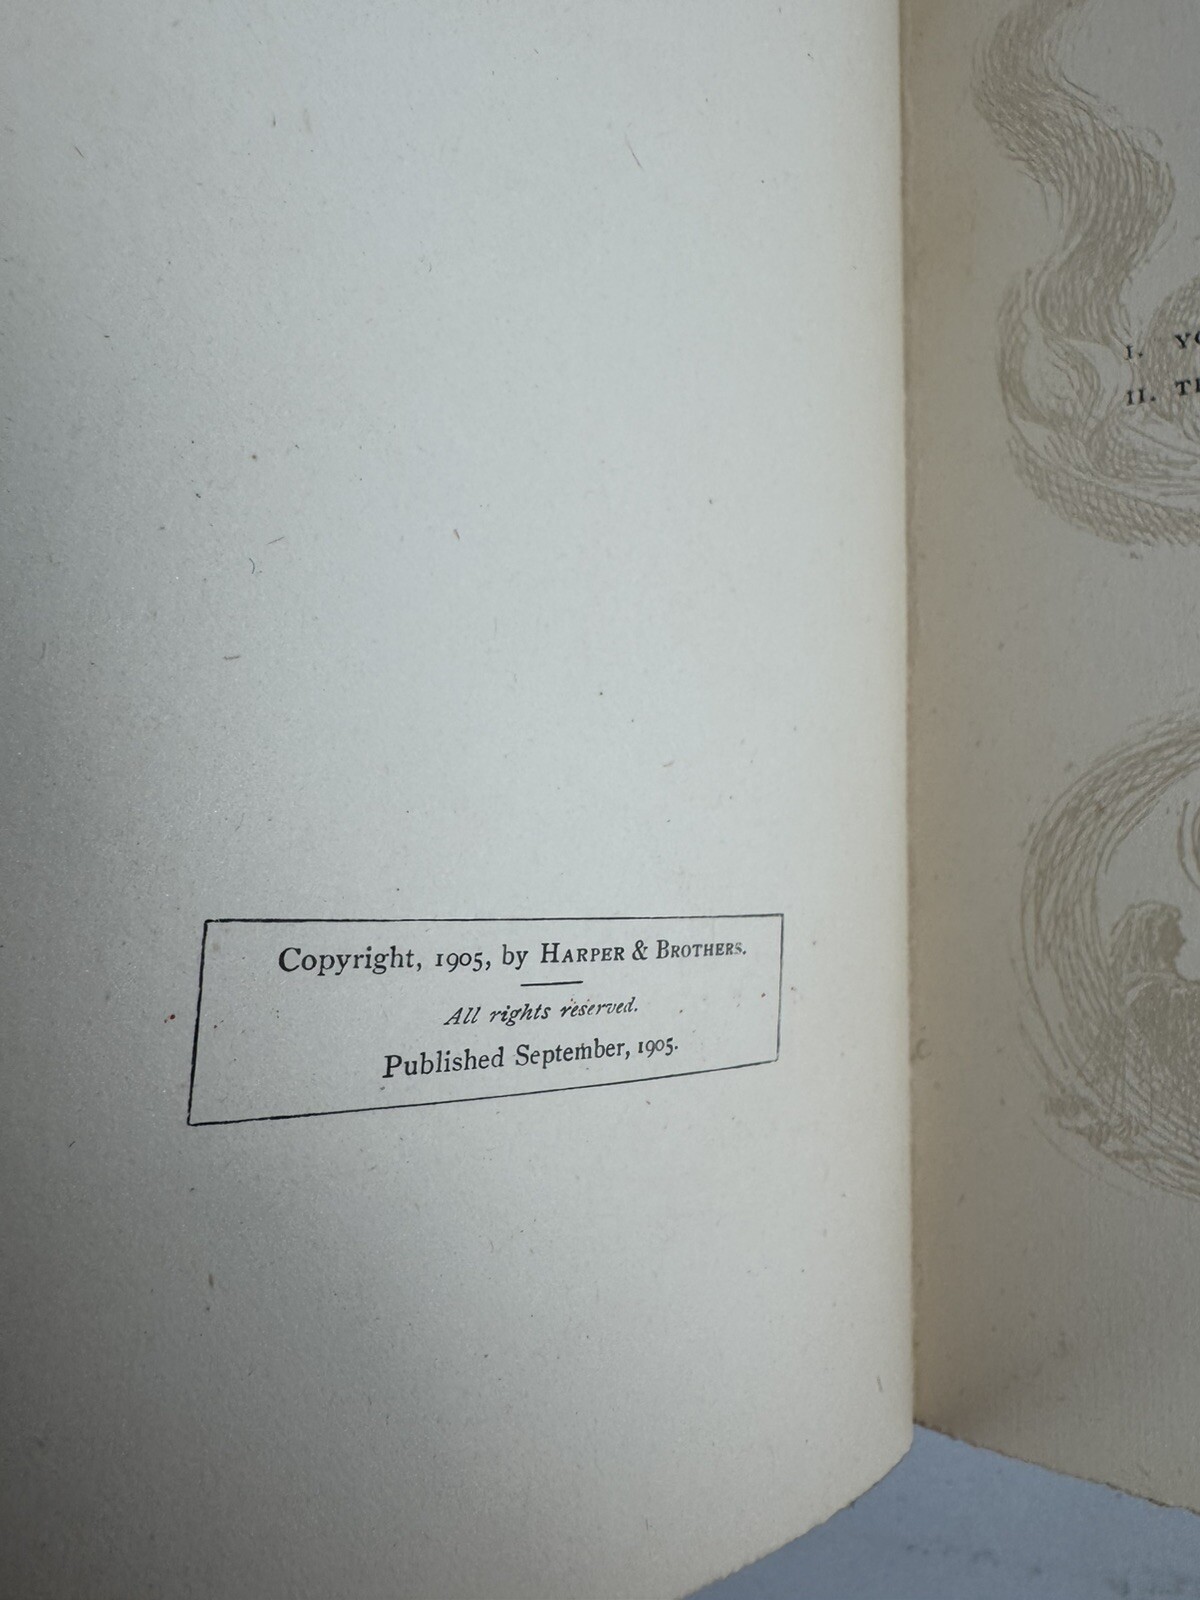 Copyright, 1905, by HARPER & BROTHERS.
All rights reserved.
Published September, 1905.
I.
II.